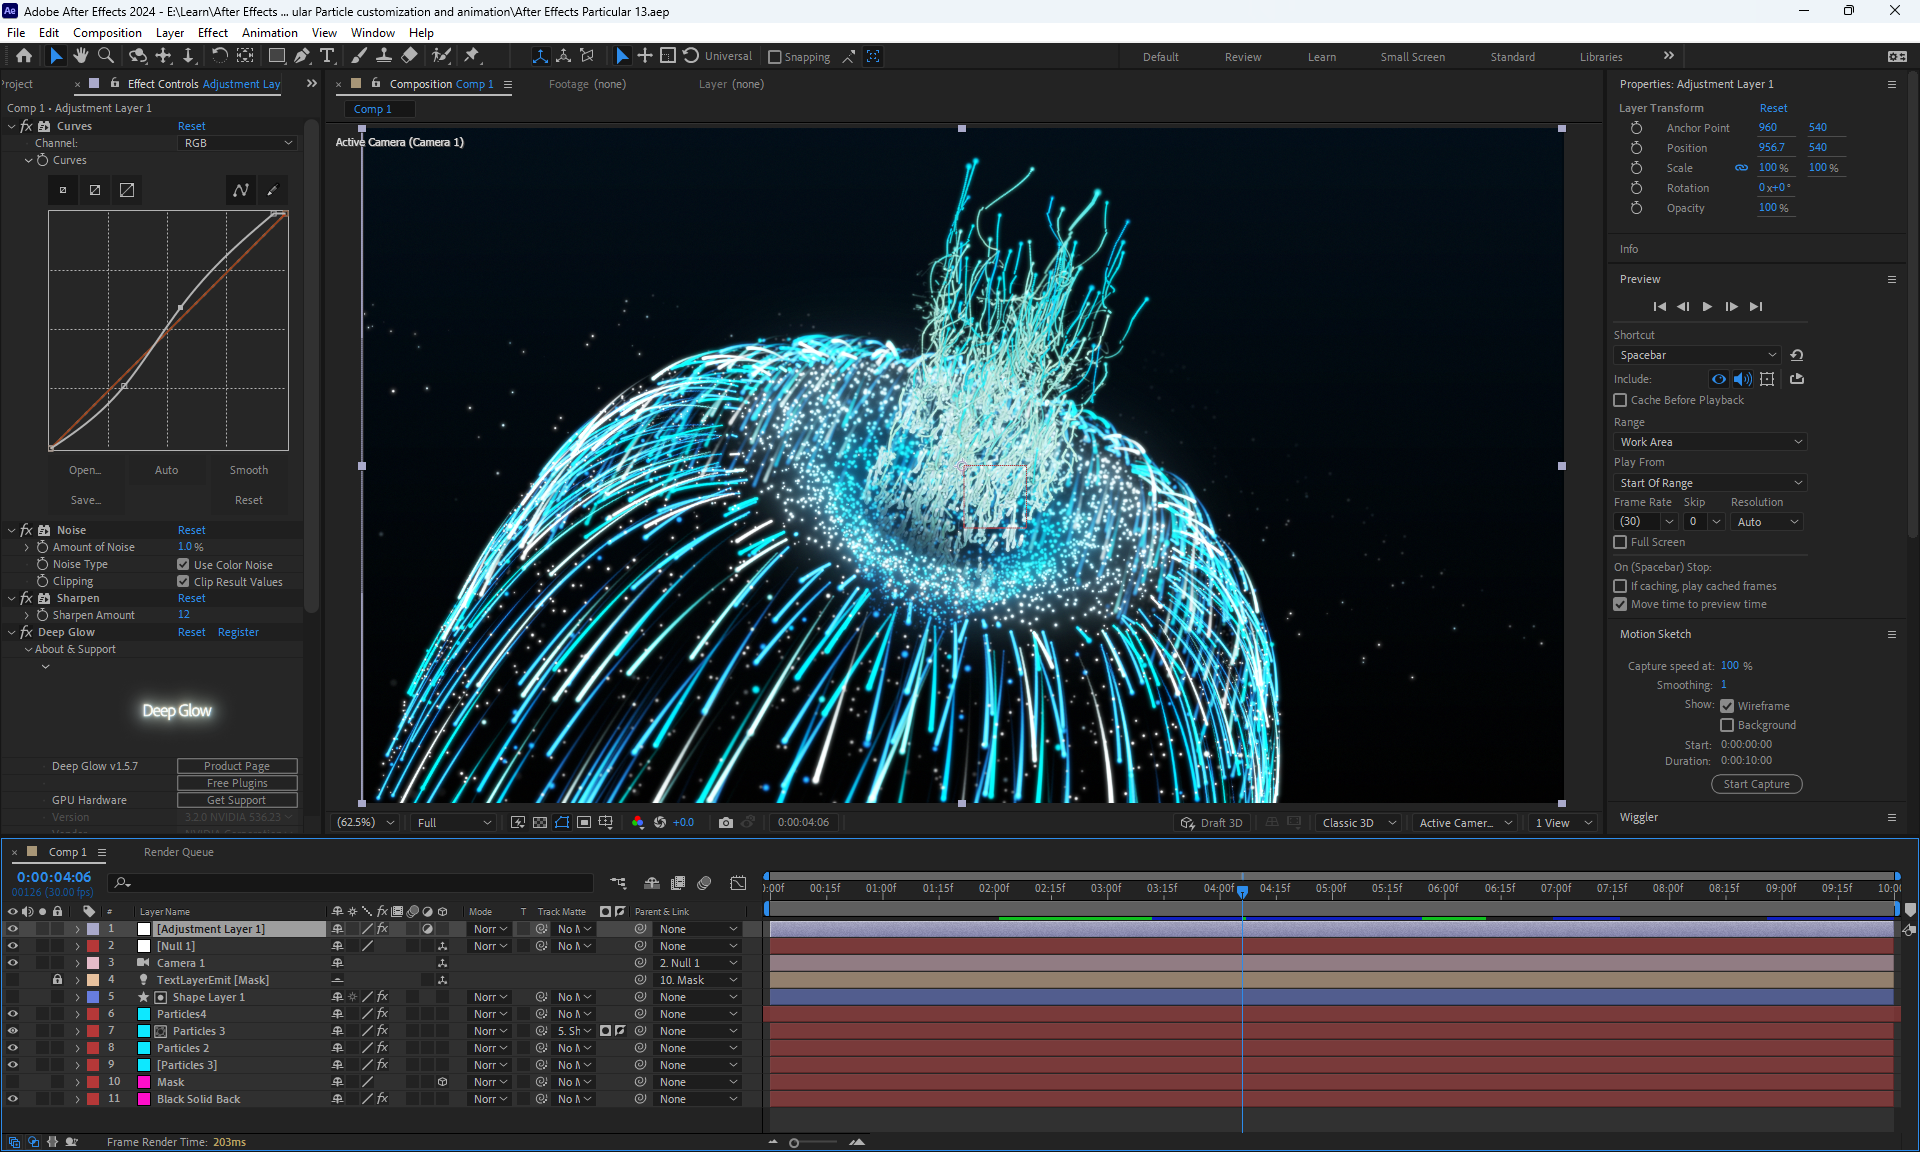 Adobe After Effects 2024 - E:\Learn\After Effects ... ular Particle customization and animation\After Effects Particular 13.aep
File Edit Composition Layer Effect Animation View Window Help
Universal Snapping Default Review Learn Small Screen Standard Libraries
roject Effect Controls Adjustment Lay
Comp 1 • Adjustment Layer 1
fx Curves Reset
Channel: RGB
Curves
Open... Auto Smooth
Save... Reset
fx Noise Reset
Amount of Noise 1.0 %
Noise Type Use Color Noise
Clipping Clip Result Values
fx Sharpen Reset
Sharpen Amount 12
fx Deep Glow Reset Register
About & Support
Deep Glow
Deep Glow v1.5.7 Product Page
Free Plugins
GPU Hardware Get Support
Version 3.2.0 NVIDIA 536.23
Composition Comp 1 Footage (none) Layer (none)
Comp 1
Active Camera (Camera 1)
(62.5%) Full +0.0 0:00:04:06 Draft 3D Classic 3D Active Camer... 1 View
Properties: Adjustment Layer 1
Layer Transform Reset
Anchor Point 960 540
Position 956.7 540
Scale 100 % 100 %
Rotation 0 x+0 °
Opacity 100 %
Info
Preview
Shortcut
Spacebar
Include:
Cache Before Playback
Range
Work Area
Play From
Start Of Range
Frame Rate Skip Resolution
(30) 0 Auto
Full Screen
On (Spacebar) Stop:
If caching, play cached frames
Move time to preview time
Motion Sketch
Capture speed at: 100 %
Smoothing: 1
Show: Wireframe
Background
Start: 0:00:00:00
Duration: 0:00:10:00
Start Capture
Wiggler
Comp 1 Render Queue
0:00:04:06
00126 (30.00 fps)
):00f 00:15f 01:00f 01:15f 02:00f 02:15f 03:00f 03:15f 04:00f 04:15f 05:00f 05:15f 06:00f 06:15f 07:00f 07:15f 08:00f 08:15f 09:00f 09:15f 10:0
# Layer Name fx Mode T Track Matte Parent & Link
1 [Adjustment Layer 1] fx Norr No M None
2 [Null 1] Norr No M None
3 Camera 1 2. Null 1
4 TextLayerEmit [Mask] 10. Mask
5 Shape Layer 1 fx Norr No M None
6 Particles4 fx Norr No M None
7 Particles 3 fx Norr 5. Sh None
8 Particles 2 fx Norr No M None
9 [Particles 3] fx Norr No M None
10 Mask Norr No M None
11 Black Solid Back fx Norr No M None
Frame Render Time: 203ms